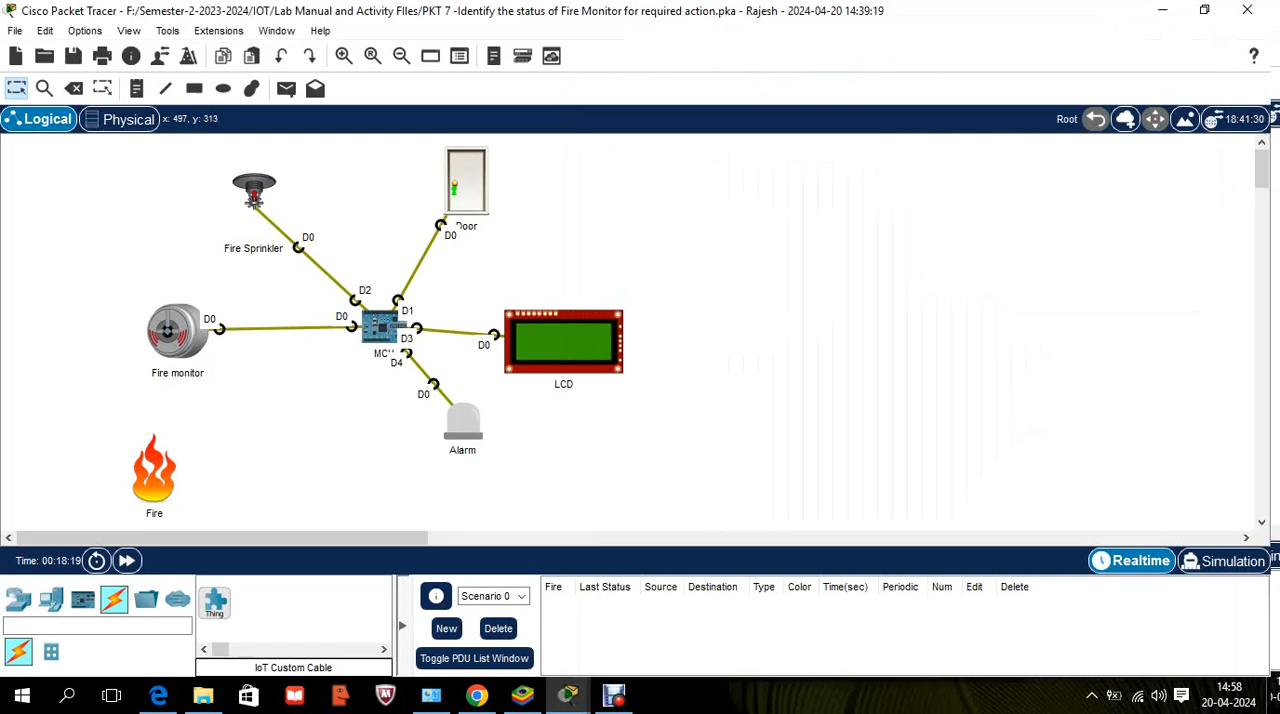 Cisco Packet Tracer - F:/Semester-2-2023-2024/IOT/Lab Manual and Activity FIles/PKT 7 -Identify the status of Fire Monitor for required action.pka - Rajesh - 2024-04-20 14:39:19
File Edit Options View Tools Extensions Window Help
?
Logical Physical x: 497, y: 313 Root 18:41:30
Door
D0
D0
Fire Sprinkler
D2
D1
D0 D0
D3
D0
MCU
D4
Fire monitor
LCD
D0
Alarm
Fire
Time: 00:18:19 Realtime Simulation
Thing
IoT Custom Cable
Scenario 0
New Delete
Toggle PDU List Window
Fire Last Status Source Destination Type Color Time(sec) Periodic Num Edit Delete
14:58
20-04-2024